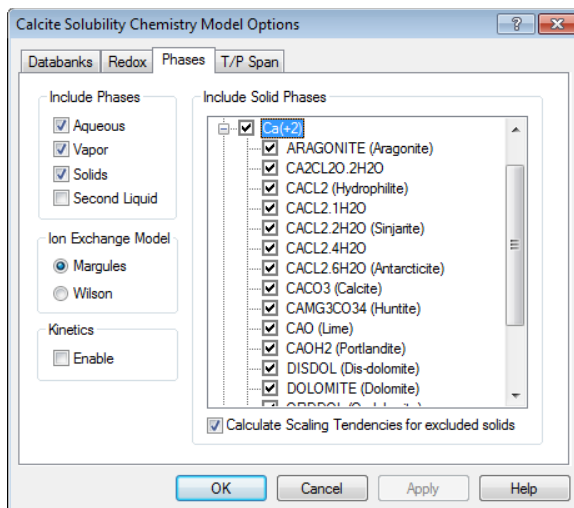 Calcite Solubility Chemistry Model Options
Databanks Redox Phases T/P Span
Include Phases
Aqueous
Vapor
Solids
Second Liquid
Ion Exchange Model
Margules
Wilson
Kinetics
Enable
Include Solid Phases
Ca(+2)
ARAGONITE (Aragonite)
CA2CL2O.2H2O
CACL2 (Hydrophilite)
CACL2.1H2O
CACL2.2H2O (Sinjarite)
CACL2.4H2O
CACL2.6H2O (Antarcticite)
CACO3 (Calcite)
CAMG3CO34 (Huntite)
CAO (Lime)
CAOH2 (Portlandite)
DISDOL (Dis-dolomite)
DOLOMITE (Dolomite)
Calculate Scaling Tendencies for excluded solids
OK Cancel Apply Help